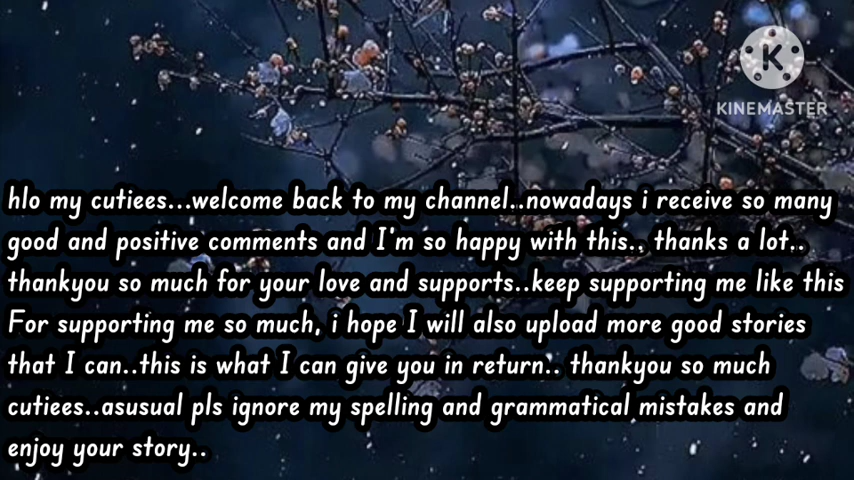 KINEMASTER
hlo my cutiees...welcome back to my channel..nowadays i receive so many
good and positive comments and I'm so happy with this.. thanks a lot..
thankyou so much for your love and supports..keep supporting me like this
For supporting me so much, i hope I will also upload more good stories
that I can..this is what I can give you in return.. thankyou so much
cutiees..asusual pls ignore my spelling and grammatical mistakes and
enjoy your story..